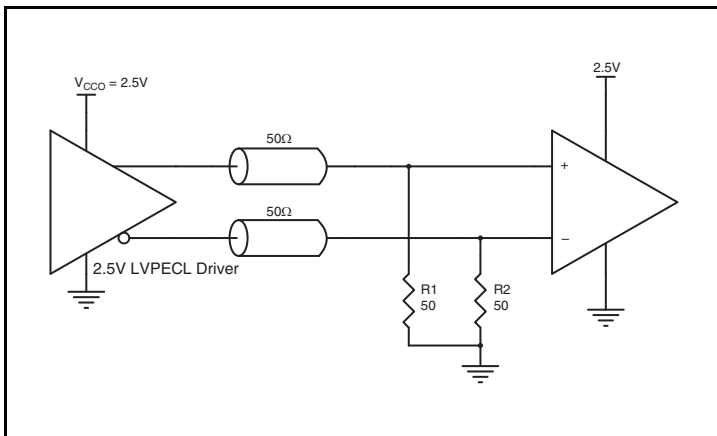 V_CCO = 2.5V
2.5V
50Ω
+
50Ω
−
2.5V LVPECL Driver
R1
50
R2
50